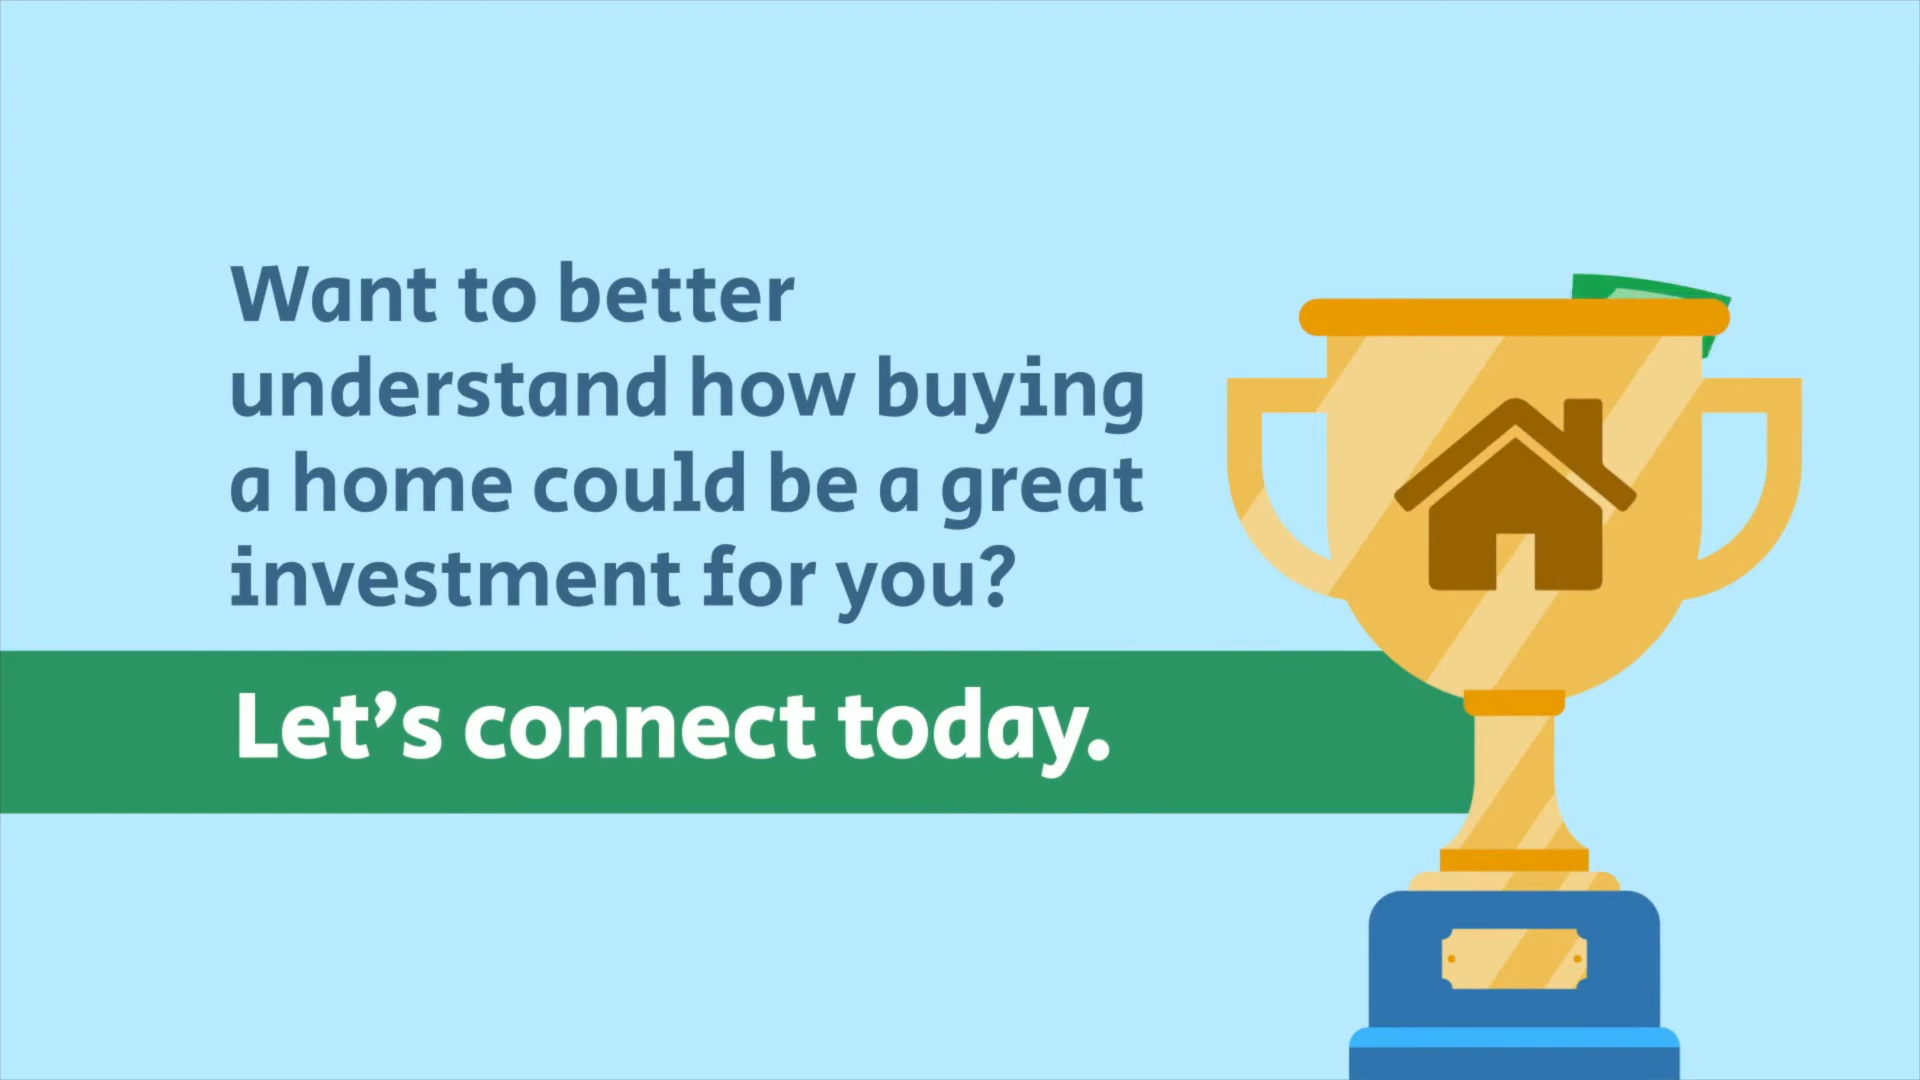 Want to better
understand how buying
a home could be a great
investment for you?
Let’s connect today.